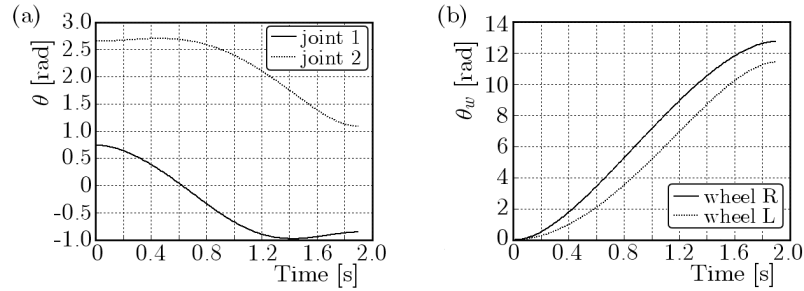 (a)
θ [rad]
3.0
2.5
2.0
1.5
1.0
0.5
0
-0.5
-1.0
joint 1
joint 2
0 0.4 0.8 1.2 1.6 2.0
Time [s]
(b)
θw [rad]
14
12
10
8
6
4
2
0
wheel R
wheel L
0 0.4 0.8 1.2 1.6 2.0
Time [s]